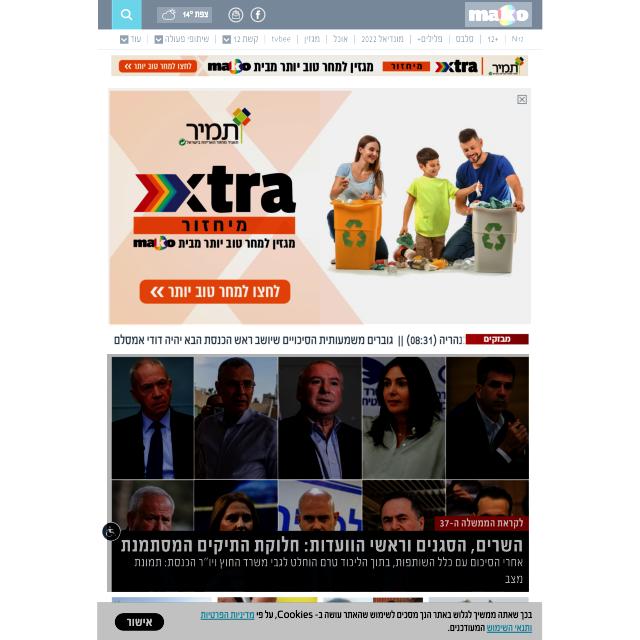 mako
צפת 14°
N12
12+
סלבס
פלילים+
מונדיאל 2022
אוכל
מגזין
tvbee
קשת 12
שיתופי פעולה
עוד
תמיר
xtra
מיחזור
מגזין למחר טוב יותר מבית mako
לחצו למחר טוב יותר >>
תמיר
xtra
מיחזור
מגזין למחר טוב יותר מבית mako
לחצו למחר טוב יותר >>
מבזקים
נהריה (08:31) || גוברים משמעותית הסיכויים שיושב ראש הכנסת הבא יהיה דודי אמסלם
לקראת הממשלה ה-37
השרים, הסגנים וראשי הוועדות: חלוקת התיקים המסתמנת
אחרי הסיכום עם כלל השותפות, בתוך הליכוד טרם הוחלט לגבי משרד החוץ ויו"ר הכנסת: תמונת
מצב
בכך שאתה ממשיך לגלוש באתר הנך מסכים לשימוש שהאתר עושה ב- Cookies, על פי מדיניות הפרטיות
ותנאי השימוש המעודכנים.
אישור